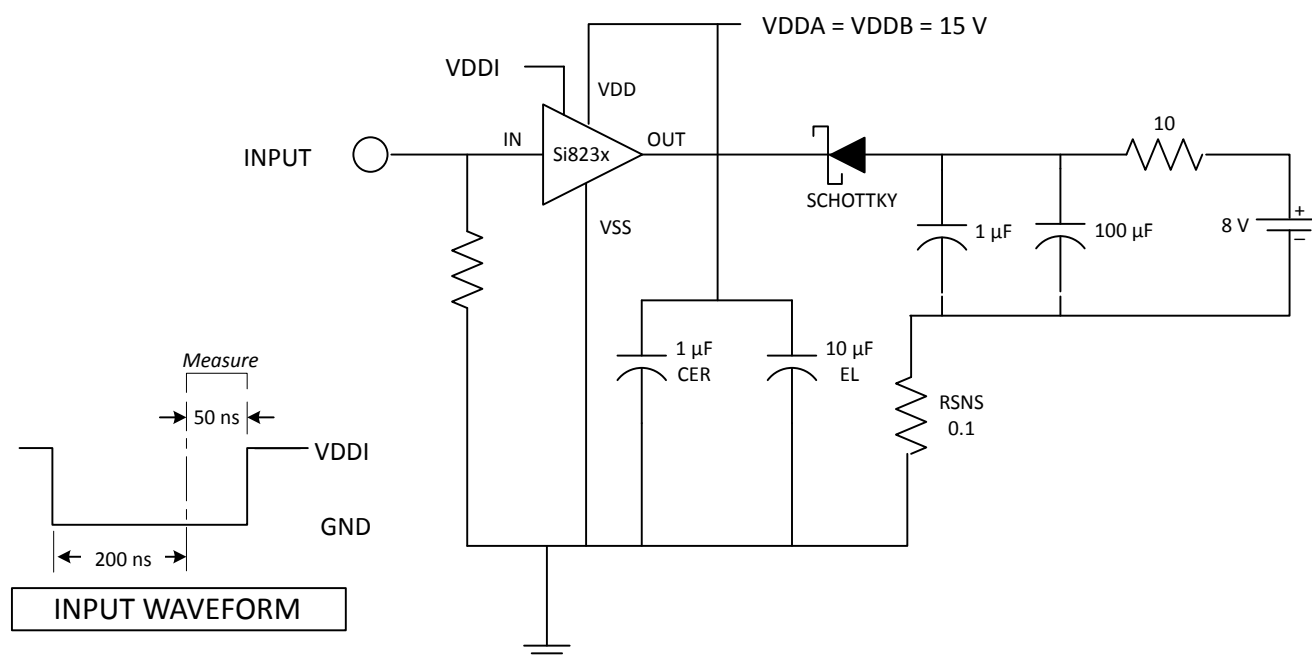 VDDA = VDDB = 15 V
VDDI
VDD
10
INPUT
IN
Si823x
OUT
SCHOTTKY
VSS
1 µF
100 µF
8 V
+
–
1 µF
CER
10 µF
EL
RSNS
0.1
Measure
50 ns
VDDI
GND
200 ns
INPUT WAVEFORM